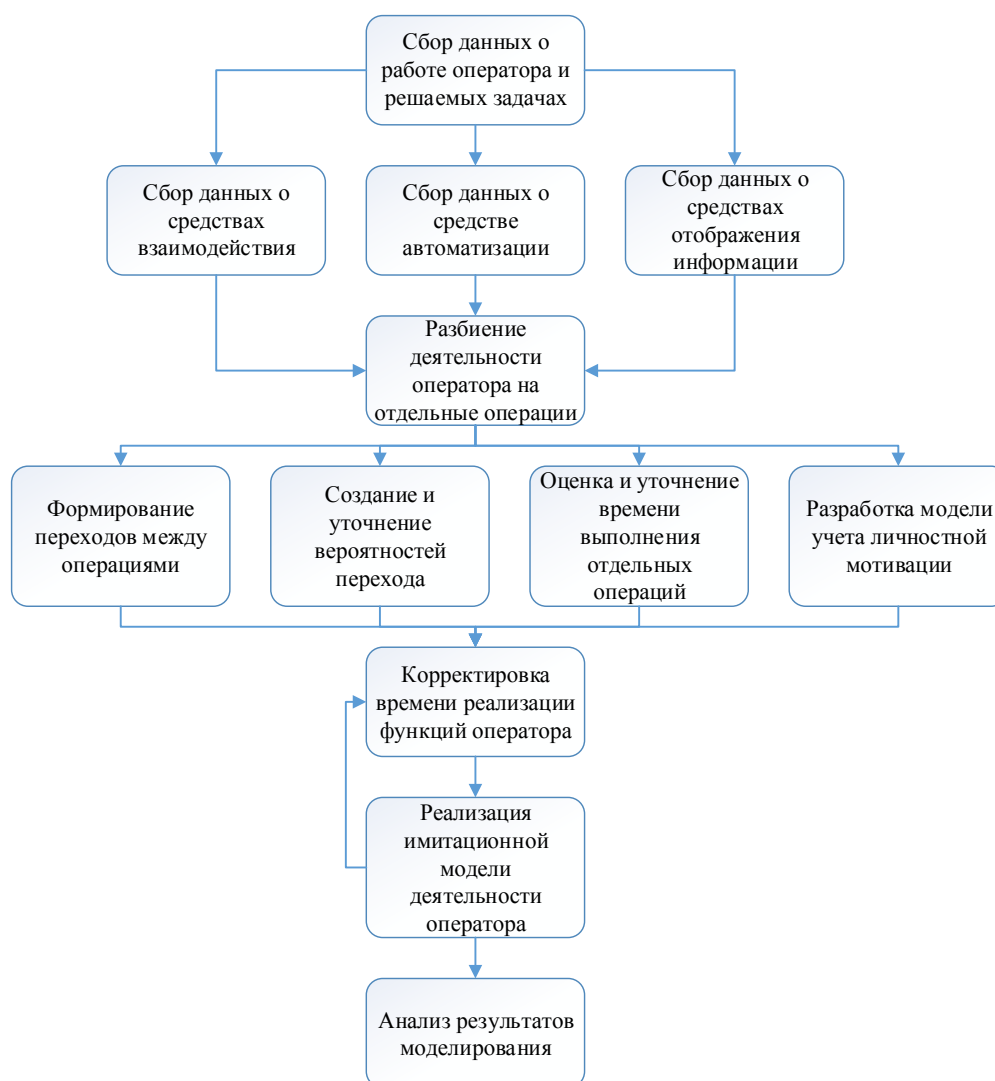 Сбор данных о
работе оператора и
решаемых задачах
Сбор данных о
средствах
взаимодействия
Сбор данных о
средстве
автоматизации
Сбор данных о
средствах
отображения
информации
Разбиение
деятельности
оператора на
отдельные операции
Формирование
переходов между
операциями
Создание и
уточнение
вероятностей
перехода
Оценка и уточнение
времени
выполнения
отдельных
операций
Разработка модели
учета личностной
мотивации
Корректировка
времени реализации
функций оператора
Реализация
имитационной
модели
деятельности
оператора
Анализ результатов
моделирования